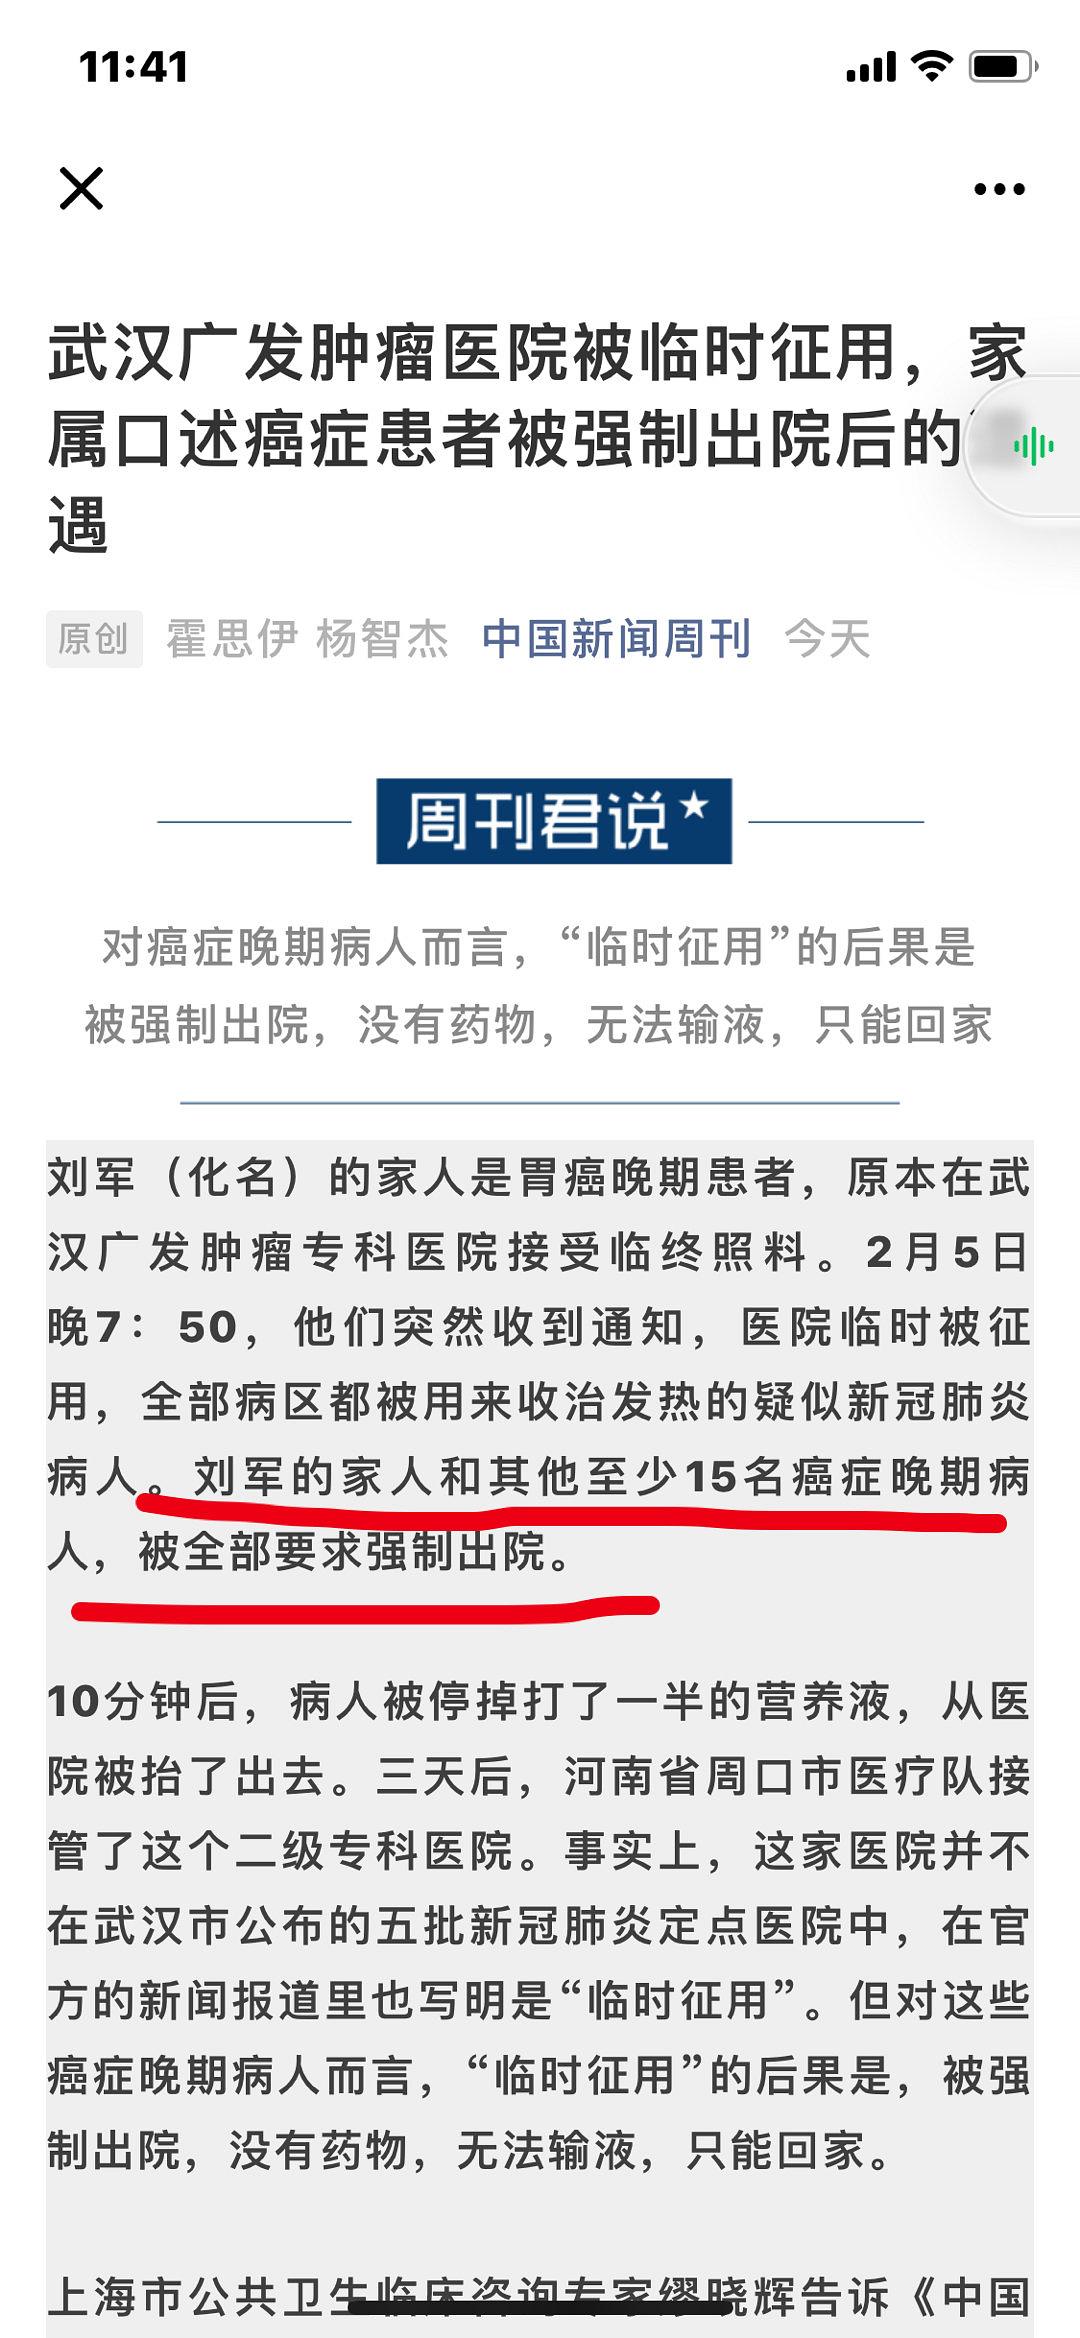 11:41
武汉广发肿瘤医院被临时征用，家
属口述癌症患者被强制出院后的
遇
原创 霍思伊 杨智杰 中国新闻周刊 今天
周刊君说
对癌症晚期病人而言，“临时征用”的后果是
被强制出院，没有药物，无法输液，只能回家
刘军（化名）的家人是胃癌晚期患者，原本在武
汉广发肿瘤专科医院接受临终照料。2月5日
晚7：50，他们突然收到通知，医院临时被征
用，全部病区都被用来收治发热的疑似新冠肺炎
病人。刘军的家人和其他至少15名癌症晚期病
人，被全部要求强制出院。
10分钟后，病人被停掉打了一半的营养液，从医
院被抬了出去。三天后，河南省周口市医疗队接
管了这个二级专科医院。事实上，这家医院并不
在武汉市公布的五批新冠肺炎定点医院中，在官
方的新闻报道里也写明是“临时征用”。但对这些
癌症晚期病人而言，“临时征用”的后果是，被强
制出院，没有药物，无法输液，只能回家。
上海市公共卫生临床咨询专家缪晓辉告诉《中国